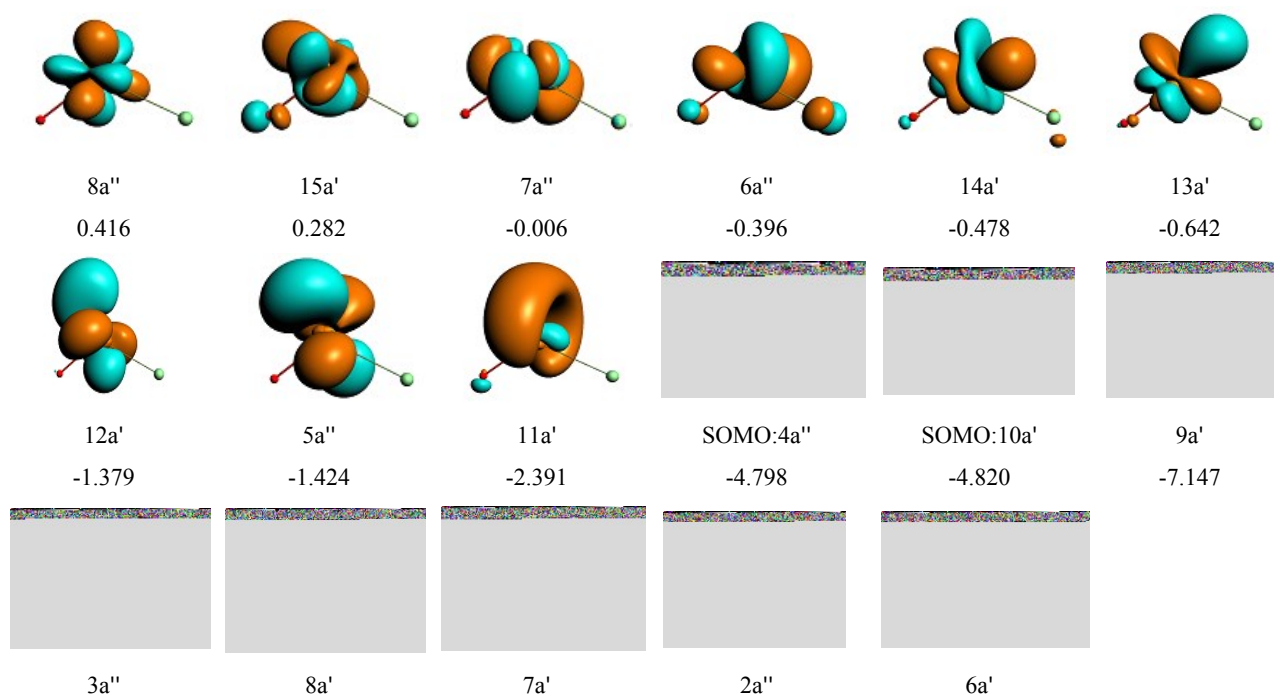 8a'' 15a' 7a'' 6a'' 14a' 13a'
0.416 0.282 -0.006 -0.396 -0.478 -0.642
12a' 5a'' 11a' SOMO:4a'' SOMO:10a' 9a'
-1.379 -1.424 -2.391 -4.798 -4.820 -7.147
3a'' 8a' 7a' 2a'' 6a'